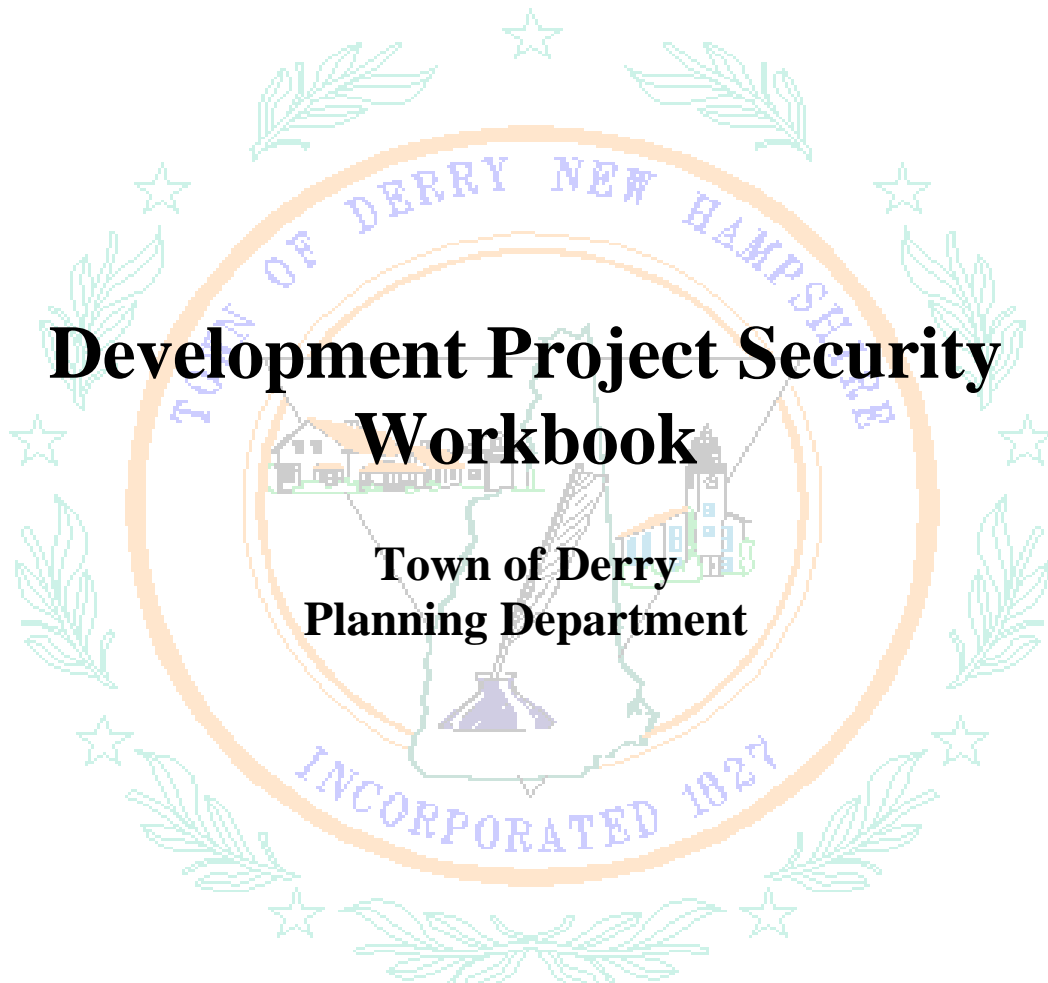 TOWN OF DERRY NEW HAMPSHIRE
Development Project Security
Workbook
Town of Derry
Planning Department
INCORPORATED 1827